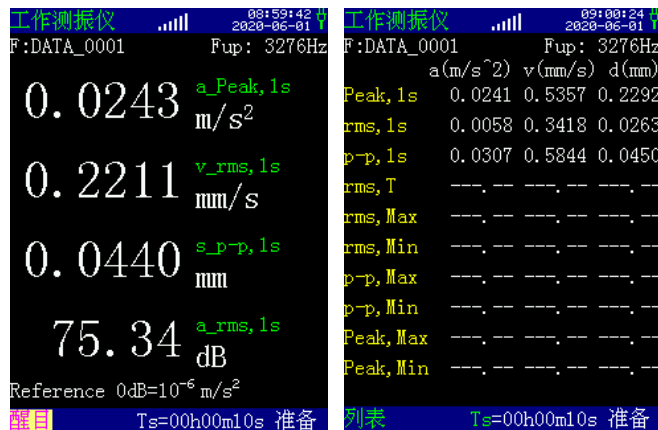 工作测振仪 08:59:42
2020-06-01
F:DATA_0001 Fup: 3276Hz
0.0243 a_Peak,1s
m/s²
0.2211 v_rms,1s
mm/s
0.0440 s_p-p,1s
mm
75.34 a_rms,1s
dB
Reference 0dB=10⁻⁶ m/s²
醒目 Ts=00h00m10s 准备
工作测振仪 09:00:24
2020-06-01
F:DATA_0001 Fup: 3276Hz
a(m/s^2) v(mm/s) d(mm)
Peak,1s 0.0241 0.5357 0.2292
rms,1s 0.0058 0.3418 0.0263
p-p,1s 0.0307 0.5844 0.0450
rms,T ---.-- ---.-- ---.--
rms,Max ---.-- ---.-- ---.--
rms,Min ---.-- ---.-- ---.--
p-p,Max ---.-- ---.-- ---.--
p-p,Min ---.-- ---.-- ---.--
Peak,Max ---.-- ---.-- ---.--
Peak,Min ---.-- ---.-- ---.--
列表 Ts=00h00m10s 准备